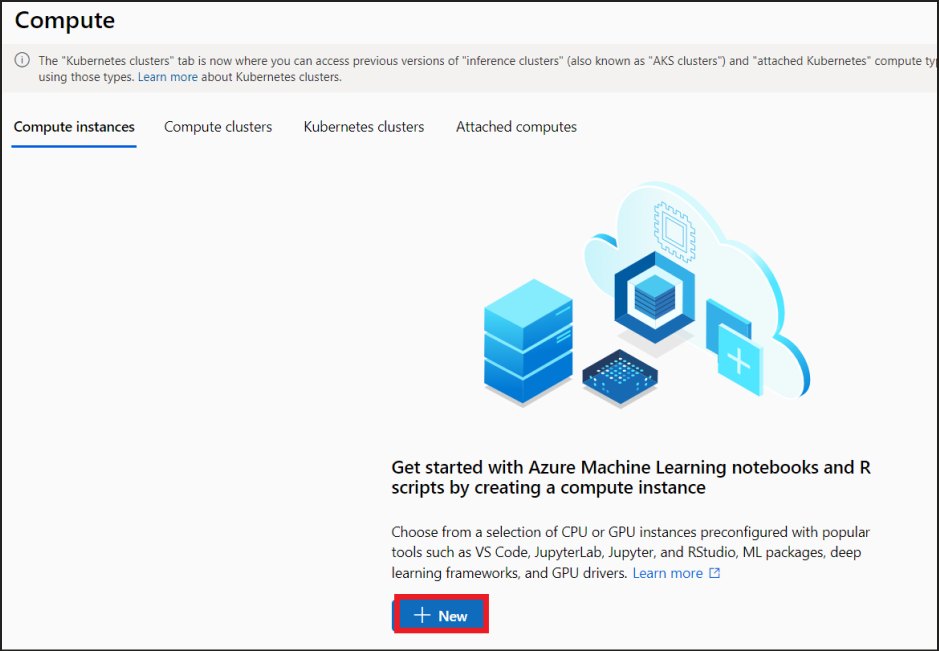 Compute
The "Kubernetes clusters" tab is now where you can access previous versions of "inference clusters" (also known as "AKS clusters") and "attached Kubernetes" compute
using those types. Learn more about Kubernetes clusters.
Compute instances Compute clusters Kubernetes clusters Attached computes
Get started with Azure Machine Learning notebooks and R
scripts by creating a compute instance
Choose from a selection of CPU or GPU instances preconfigured with popular
tools such as VS Code, JupyterLab, Jupyter, and RStudio, ML packages, deep
learning frameworks, and GPU drivers. Learn more
New